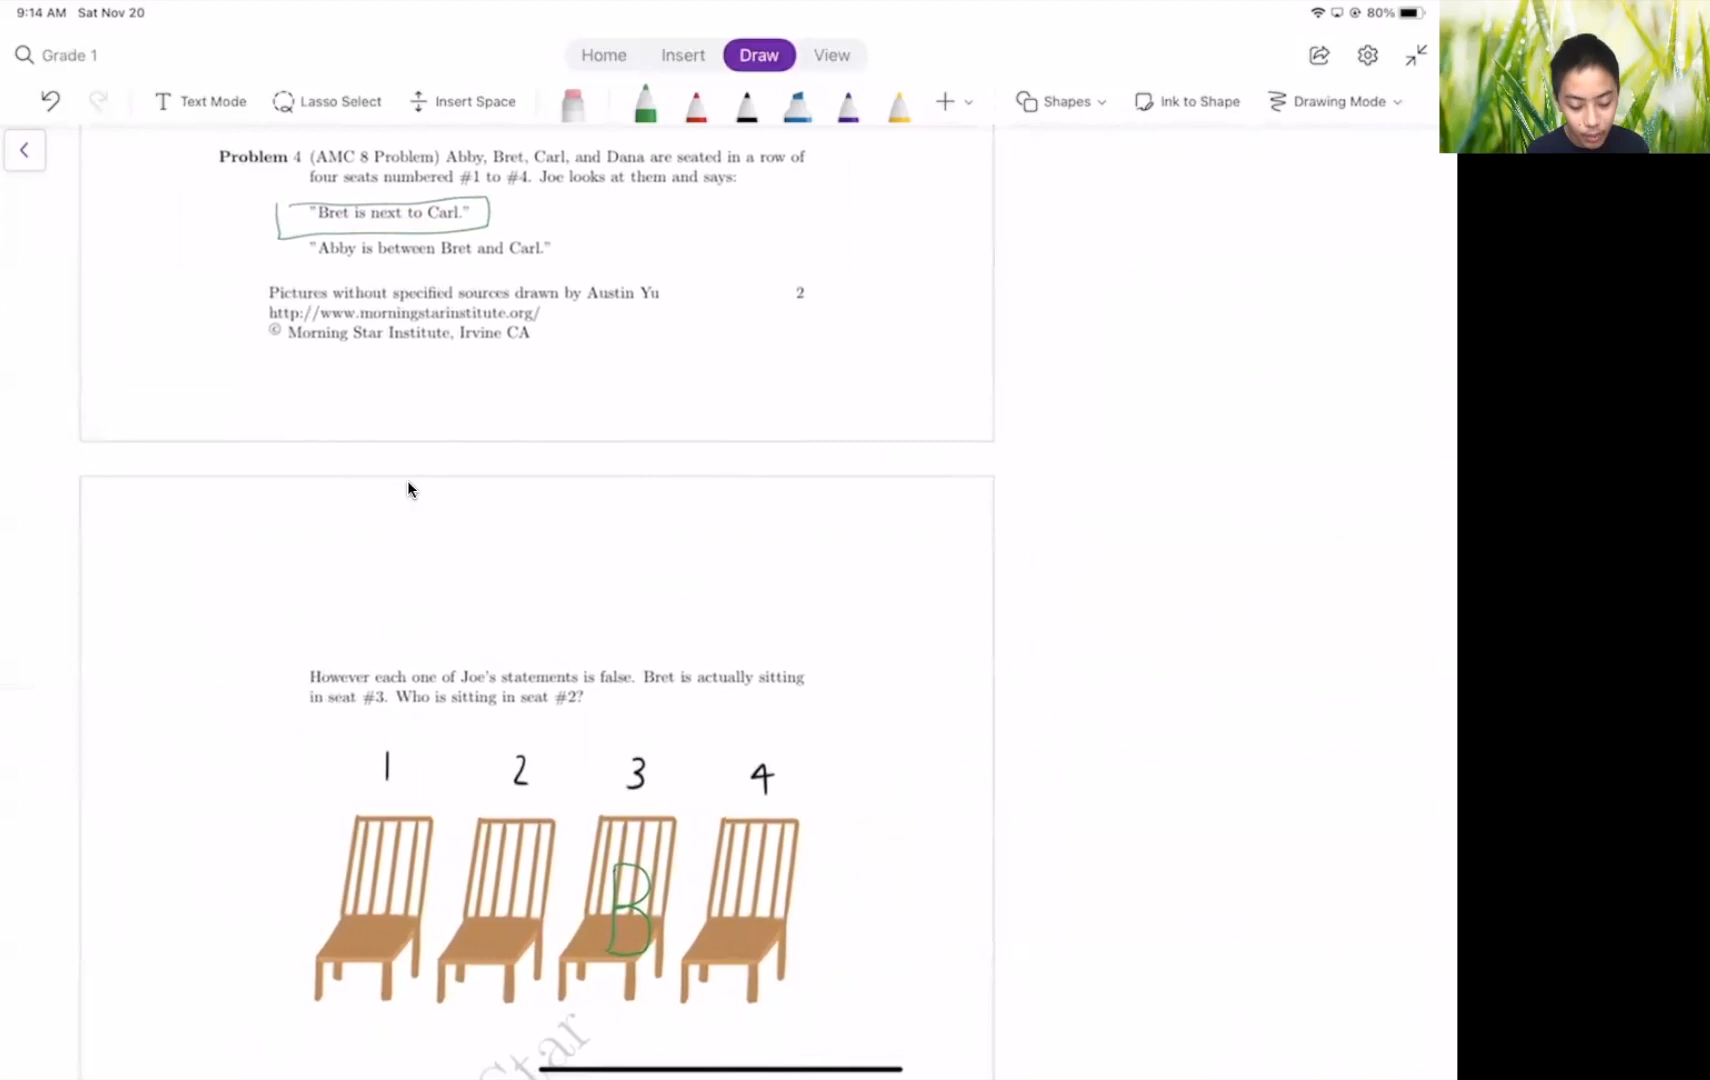 9:14 AM Sat Nov 20
80%
Grade 1
Home Insert Draw View
Text Mode Lasso Select Insert Space Shapes Ink to Shape Drawing Mode
Problem 4 (AMC 8 Problem) Abby, Bret, Carl, and Dana are seated in a row of
four seats numbered #1 to #4. Joe looks at them and says:
"Bret is next to Carl."
"Abby is between Bret and Carl."
Pictures without specified sources drawn by Austin Yu 2
http://www.morningstarinstitute.org/
© Morning Star Institute, Irvine CA
However each one of Joe's statements is false. Bret is actually sitting
in seat #3. Who is sitting in seat #2?
1 2 3 4
B
Star